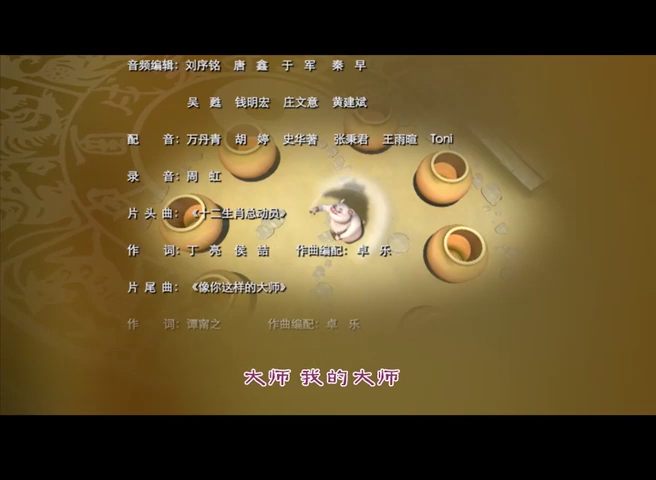 音频编辑：刘序铭 唐鑫 于军 秦早
吴甦 钱明宏 庄文意 黄建斌
配音：万丹青 胡婷 史华著 张秉君 王雨暄 Toni
录音：周虹
片头曲：《十二生肖总动员》
作词：丁亮 侯喆 作曲编配：卓乐
片尾曲：《像你这样的大师》
作词：谭甯之 作曲编配：卓乐
大师 我的大师